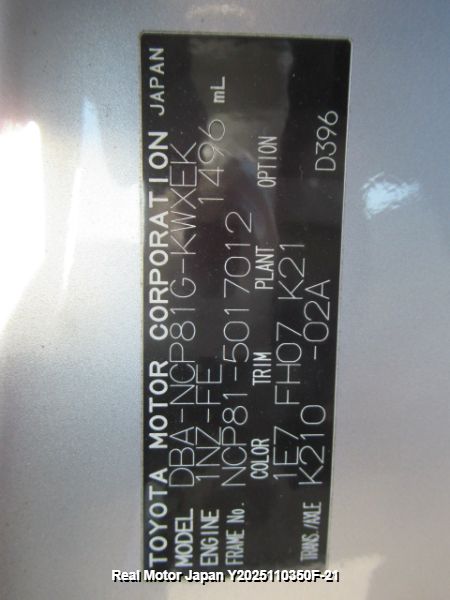 TOYOTA MOTOR CORPORATION JAPAN
MODEL DBA-NCP81G-KWXEK
ENGINE 1NZ-FE 1496 mL
FRAME No. NCP81-5017012
COLOR TRIM PLANT OPTION
1E7 FH07 K21
TRANS./AXLE K210 -02A D396
Real Motor Japan Y2025110350F-21